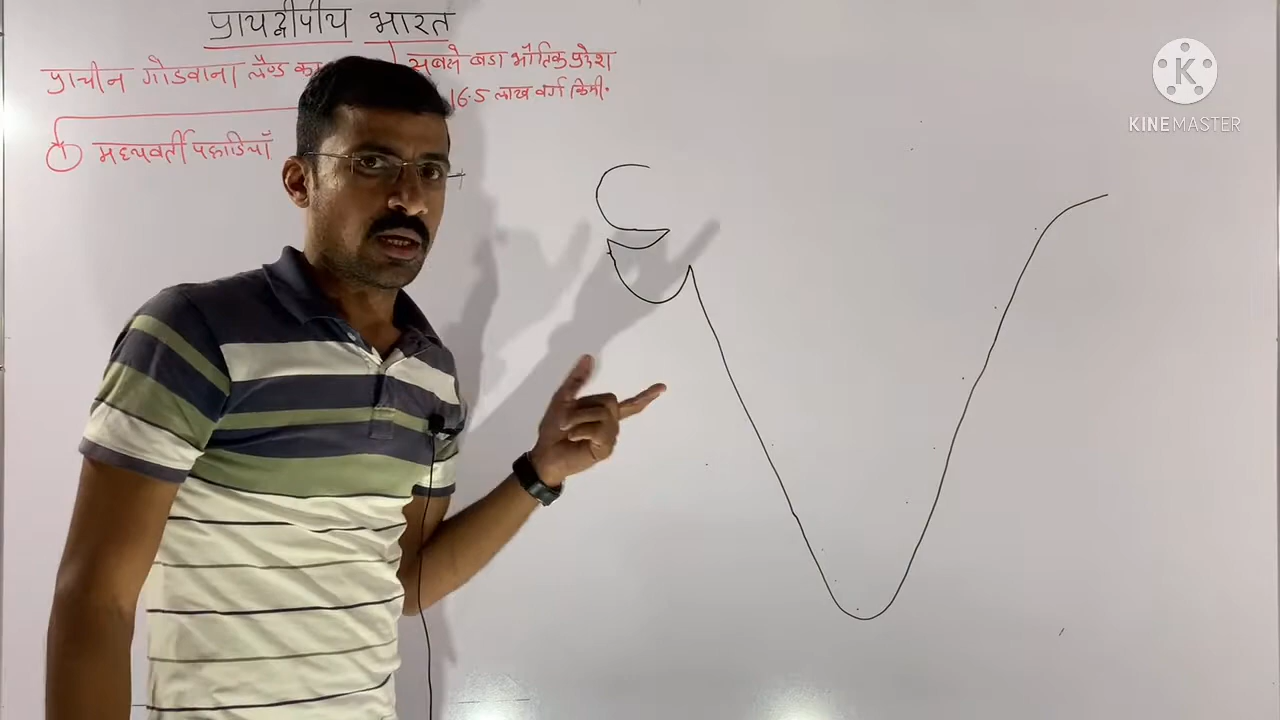 प्रायद्वीपीय भारत
प्राचीन गोंडवाना लैण्ड का
सबसे बडा भौतिक प्रदेश
16.5 लाख वर्ग किमी.
1 मध्यवर्ती पहाडियाँ
K
KINEMASTER